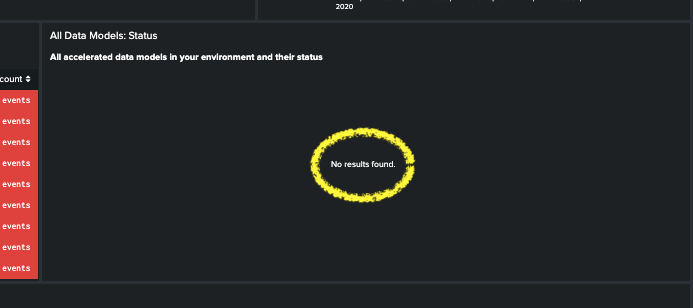 2020
All Data Models: Status
All accelerated data models in your environment and their status
count
events
events
events
events
events
events
events
events
events
No results found.